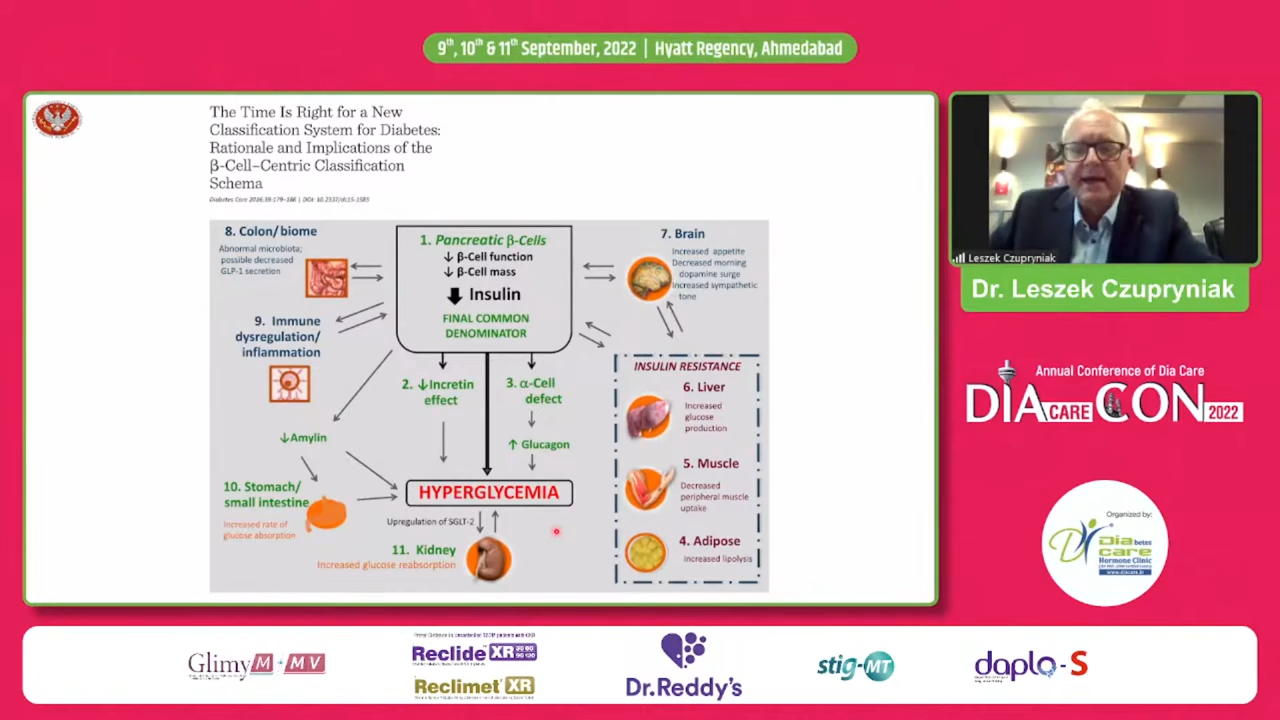 9th, 10th & 11th September, 2022 | Hyatt Regency, Ahmedabad
The Time Is Right for a New
Classification System for Diabetes:
Rationale and Implications of the
β-Cell–Centric Classification
Schema
Diabetes Care 2016;39:179–186 | DOI: 10.2337/dc15-1585
8. Colon/biome
Abnormal microbiota;
possible decreased
GLP-1 secretion
1. Pancreatic β-Cells
↓ β-Cell function
↓ β-Cell mass
↓ Insulin
FINAL COMMON
DENOMINATOR
7. Brain
Increased appetite
Decreased morning
dopamine surge
Increased sympathetic
tone
9. Immune
dysregulation/
inflammation
INSULIN RESISTANCE
6. Liver
Increased
glucose
production
2. ↓Incretin
effect
3. α-Cell
defect
↓Amylin
↑ Glucagon
5. Muscle
Decreased
peripheral muscle
uptake
10. Stomach/
small intestine
Increased rate of
glucose absorption
HYPERGLYCEMIA
Upregulation of SGLT-2
11. Kidney
Increased glucose reabsorption
4. Adipose
Increased lipolysis
Leszek Czupryniak
Dr. Leszek Czupryniak
Annual Conference of Dia Care
DIA CARE CON 2022
Organized by:
Diabetes
care
Hormone Clinic
www.diacare.in
Glimy M - MV
Reclide XR 30 60 90 120
Reclimet XR
Dr.Reddy's
stig-MT
daplo-S